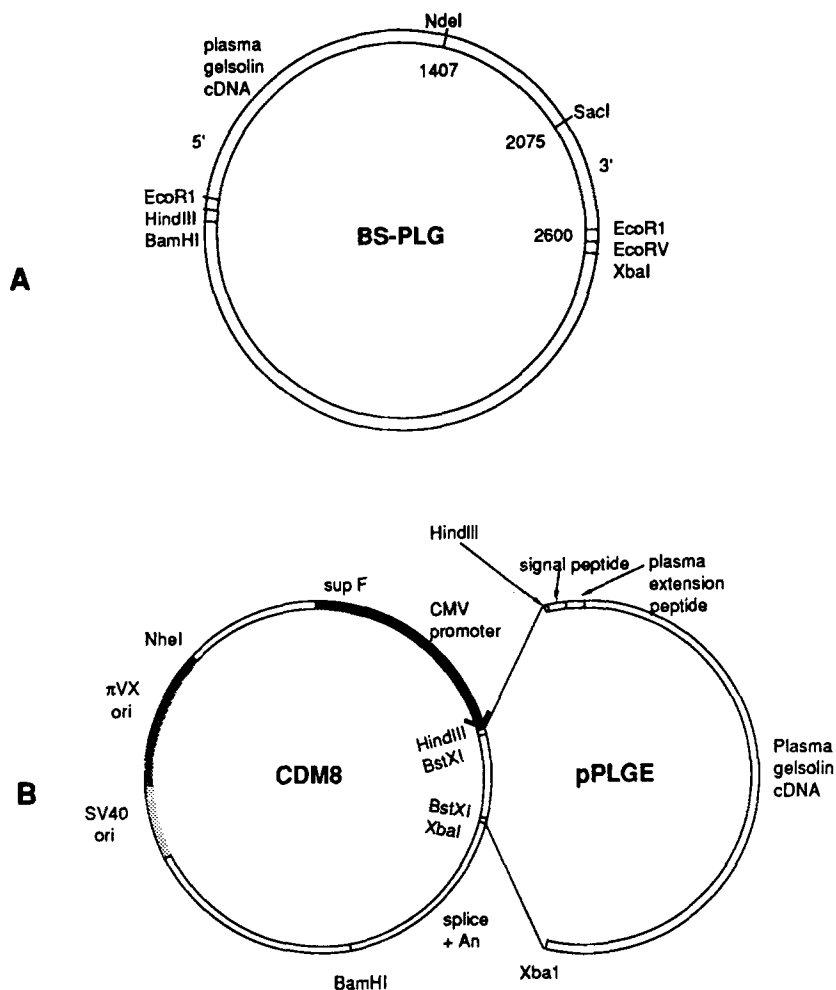 NdeI
plasma
gelsolin
cDNA
1407
SacI
2075
5'
3'
EcoR1
HindIII
BamHI
BS-PLG
2600
EcoR1
EcoRV
XbaI
A
HindIII
signal peptide
plasma
extension
peptide
sup F
CMV
promoter
NheI
πVX
ori
HindIII
BstXI
CDM8
pPLGE
Plasma
gelsolin
cDNA
B
BstXI
XbaI
SV40
ori
splice
+ An
BamHI
Xba1